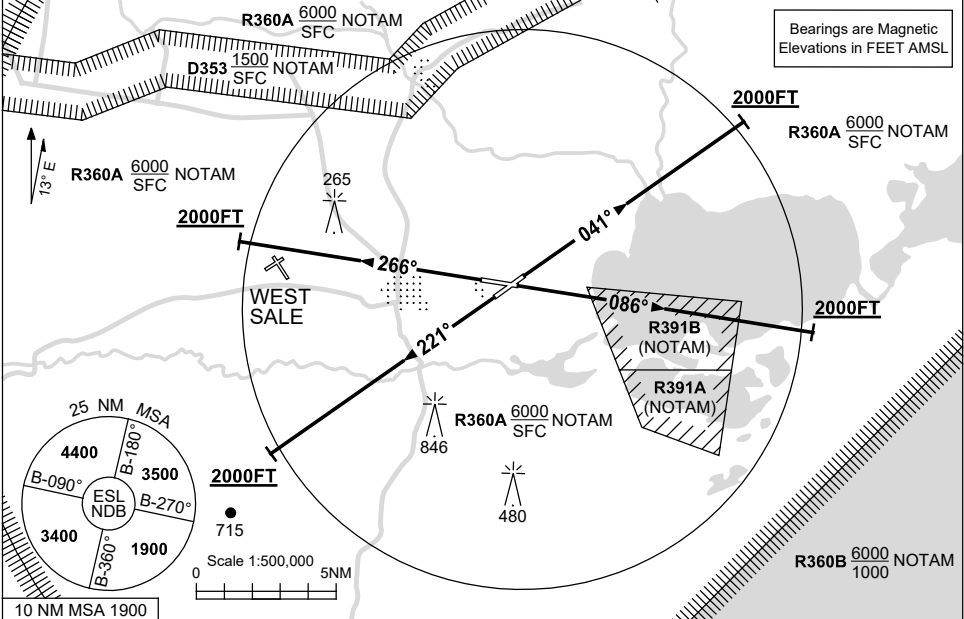 R360A 6000 NOTAM
SFC
Bearings are Magnetic
Elevations in FEET AMSL
D353 1500 NOTAM
SFC
2000FT
R360A 6000 NOTAM
SFC
13° E
R360A 6000 NOTAM
SFC
265
2000FT
041°
266°
WEST
SALE
086°
2000FT
R391B
(NOTAM)
221°
R391A
(NOTAM)
25 NM MSA
R360A 6000 NOTAM
SFC
846
4400
B-180°
3500
B-090°
ESL
NDB
B-270°
2000FT
480
715
3400
B-360°
1900
Scale 1:500,000
0 5NM
R360B 6000 NOTAM
1000
10 NM MSA 1900